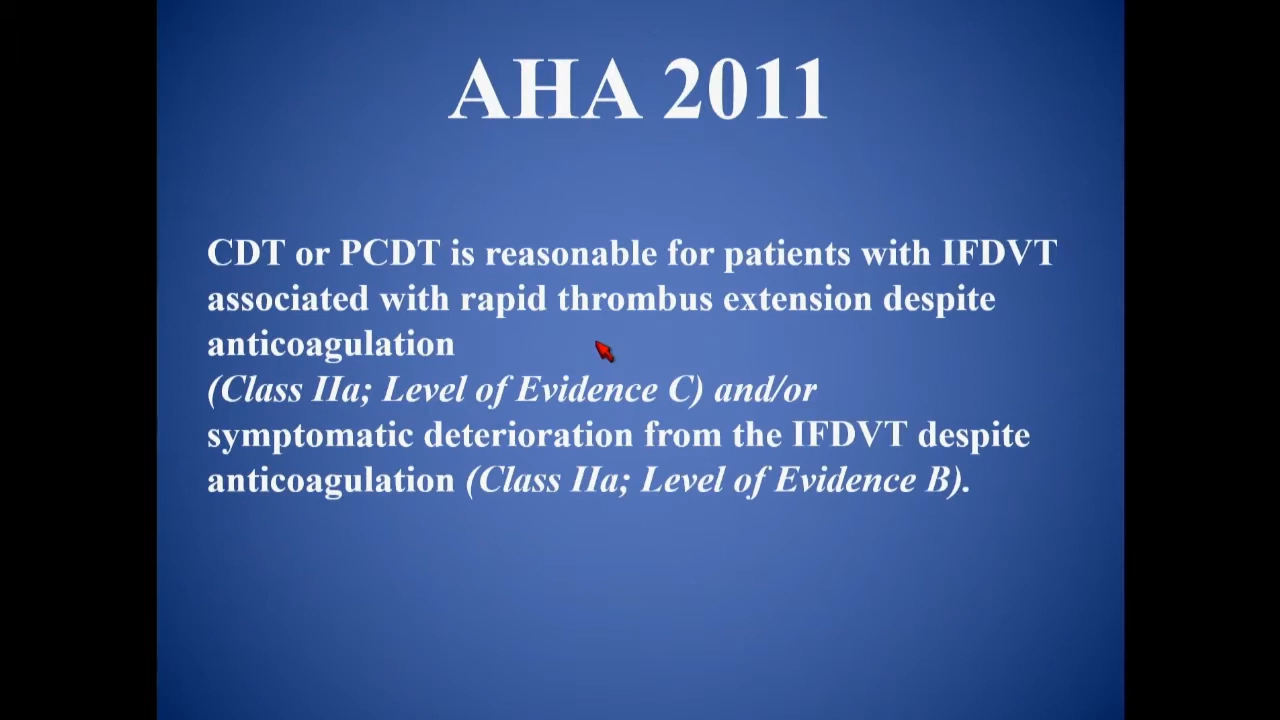 AHA 2011
CDT or PCDT is reasonable for patients with IFDVT
associated with rapid thrombus extension despite
anticoagulation
(Class IIa; Level of Evidence C) and/or
symptomatic deterioration from the IFDVT despite
anticoagulation (Class IIa; Level of Evidence B).